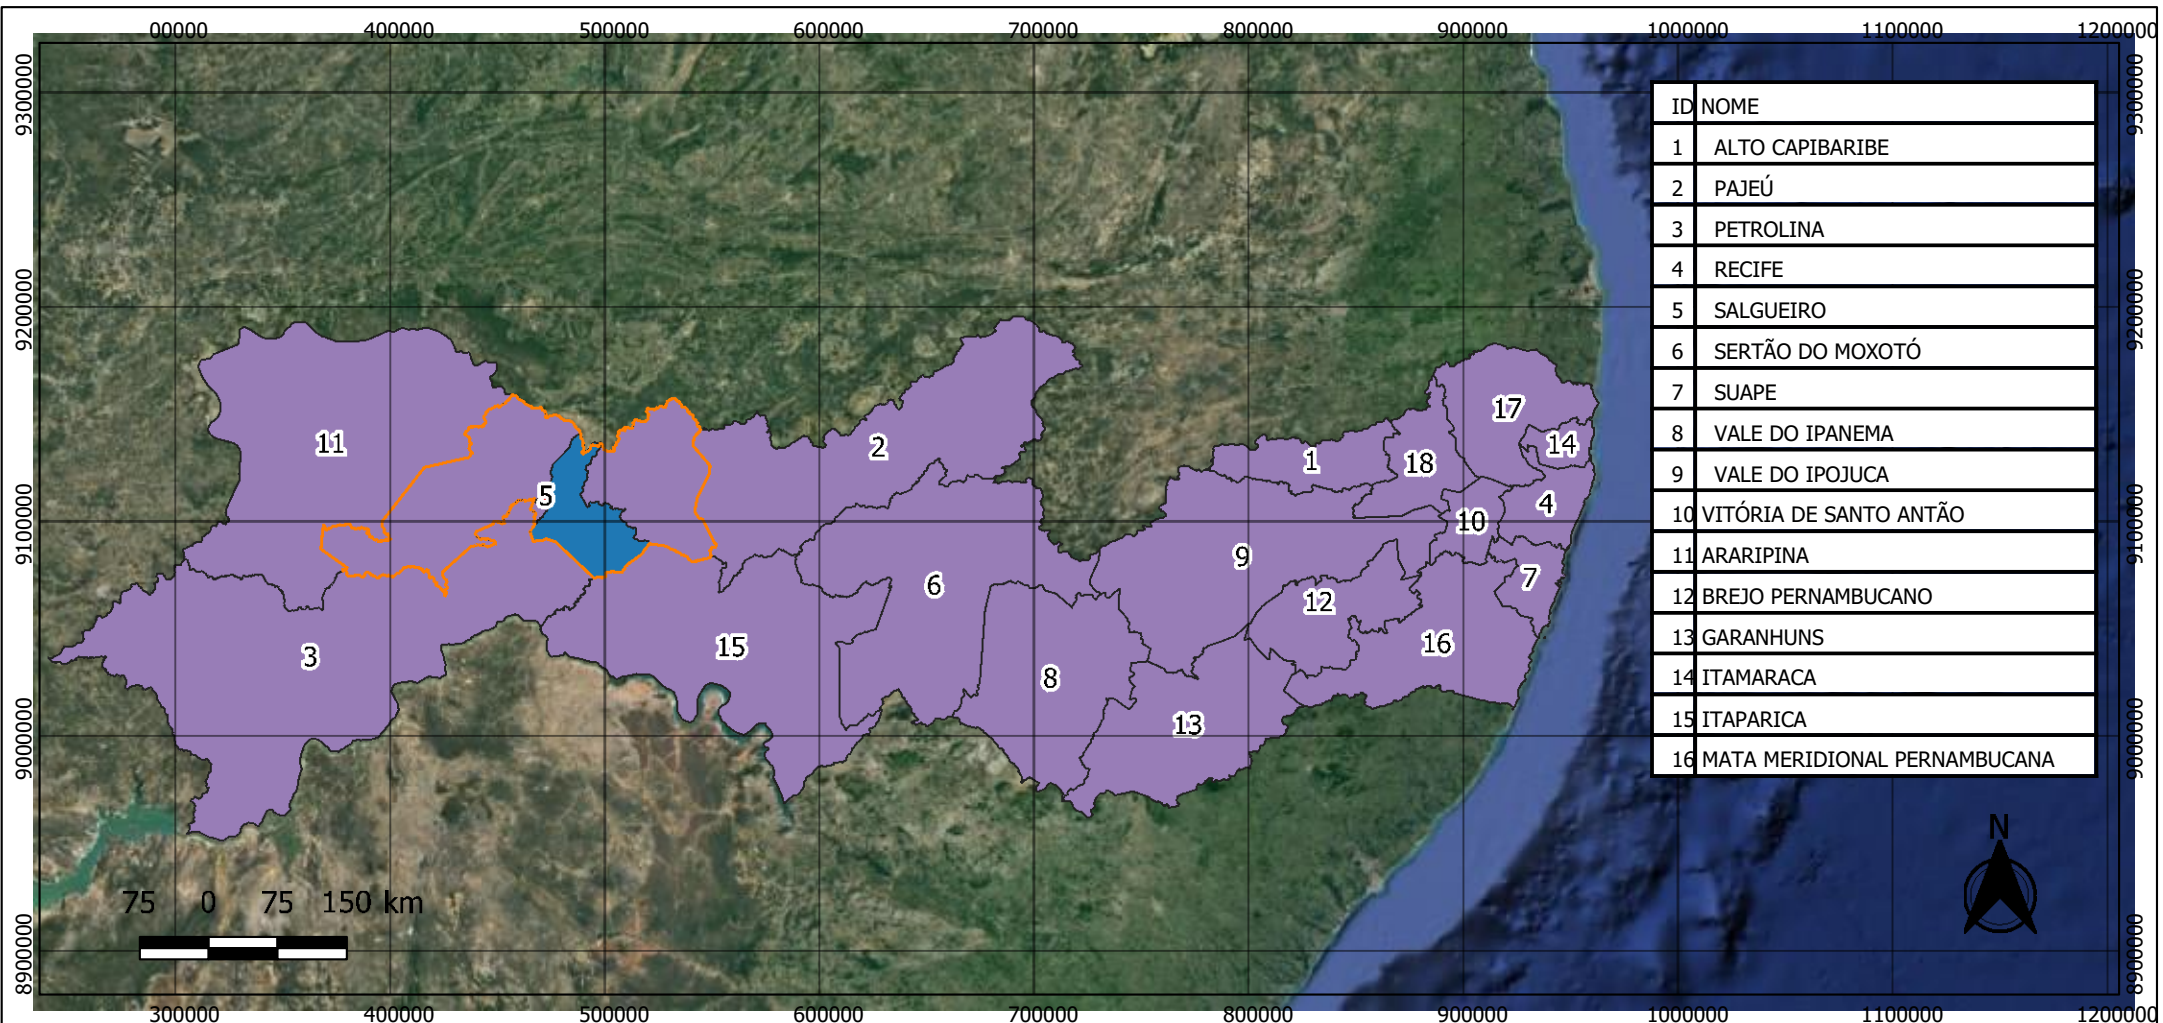 00000 400000 500000 600000 700000 800000 900000 1000000 1100000 1200000
9300000 9300000
9200000 9200000
9100000 9100000
9000000 9000000
8900000 8900000
ID NOME
1 ALTO CAPIBARIBE
2 PAJEÚ
3 PETROLINA
4 RECIFE
5 SALGUEIRO
6 SERTÃO DO MOXOTÓ
7 SUAPE
8 VALE DO IPANEMA
9 VALE DO IPOJUCA
10 VITÓRIA DE SANTO ANTÃO
11 ARARIPINA
12 BREJO PERNAMBUCANO
13 GARANHUNS
14 ITAMARACA
15 ITAPARICA
16 MATA MERIDIONAL PERNAMBUCANA
17
11
2
14
1
18
5
4
10
9
6
7
12
16
15
3
8
13
N
75 0 75 150 km
300000 400000 500000 600000 700000 800000 900000 1000000 1100000 1200000